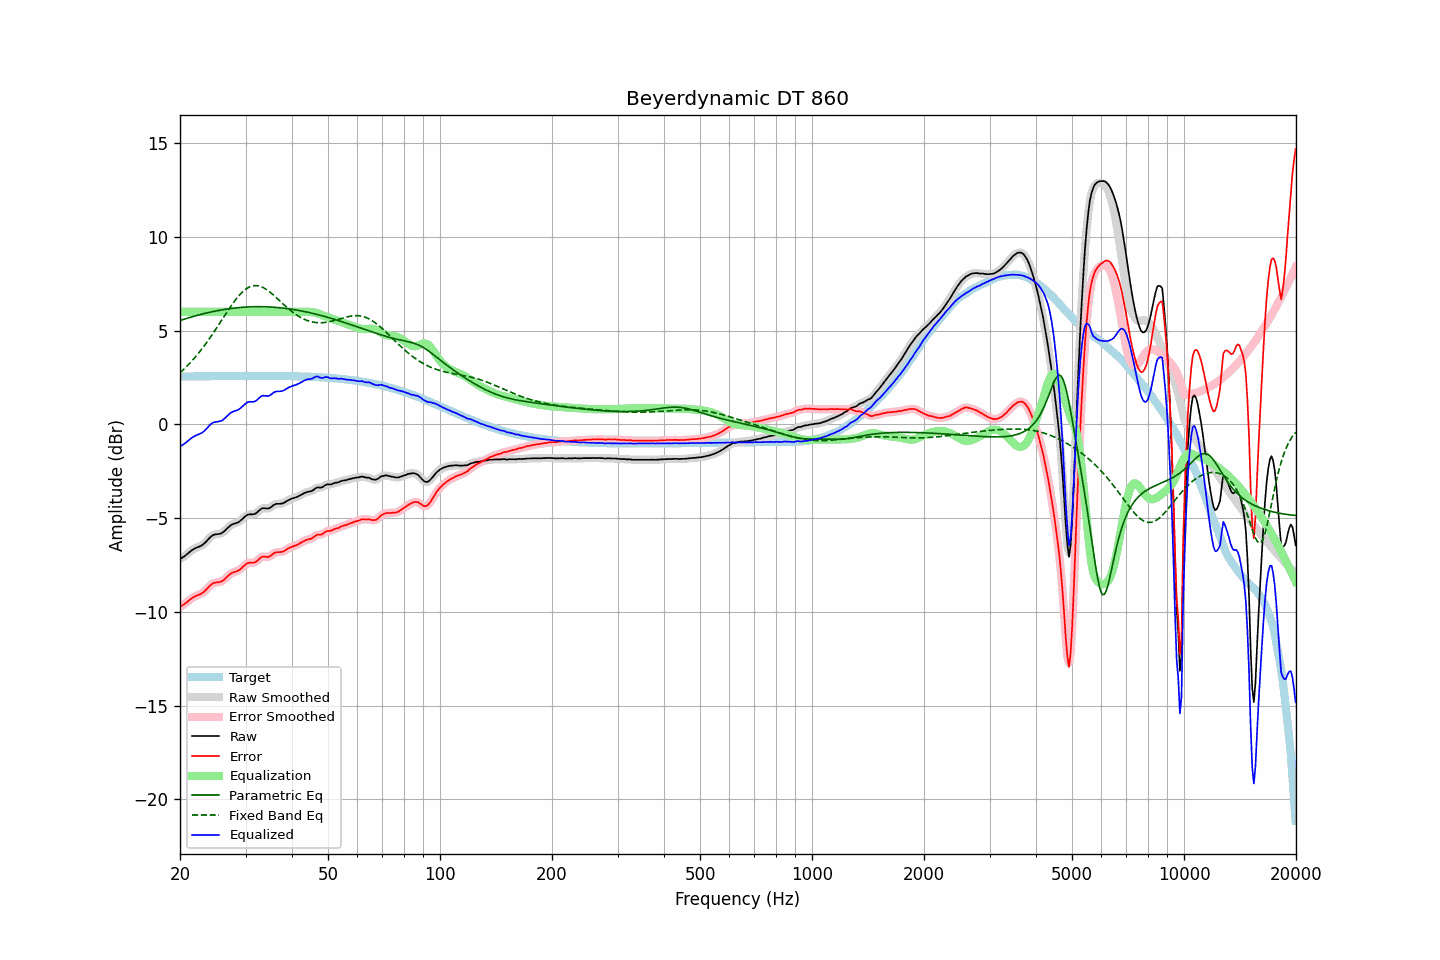 Beyerdynamic DT 860
Amplitude (dBr)
15
10
5
0
−5
−10
−15
−20
Target
Raw Smoothed
Error Smoothed
Raw
Error
Equalization
Parametric Eq
Fixed Band Eq
Equalized
20 50 100 200 500 1000 2000 5000 10000 20000
Frequency (Hz)